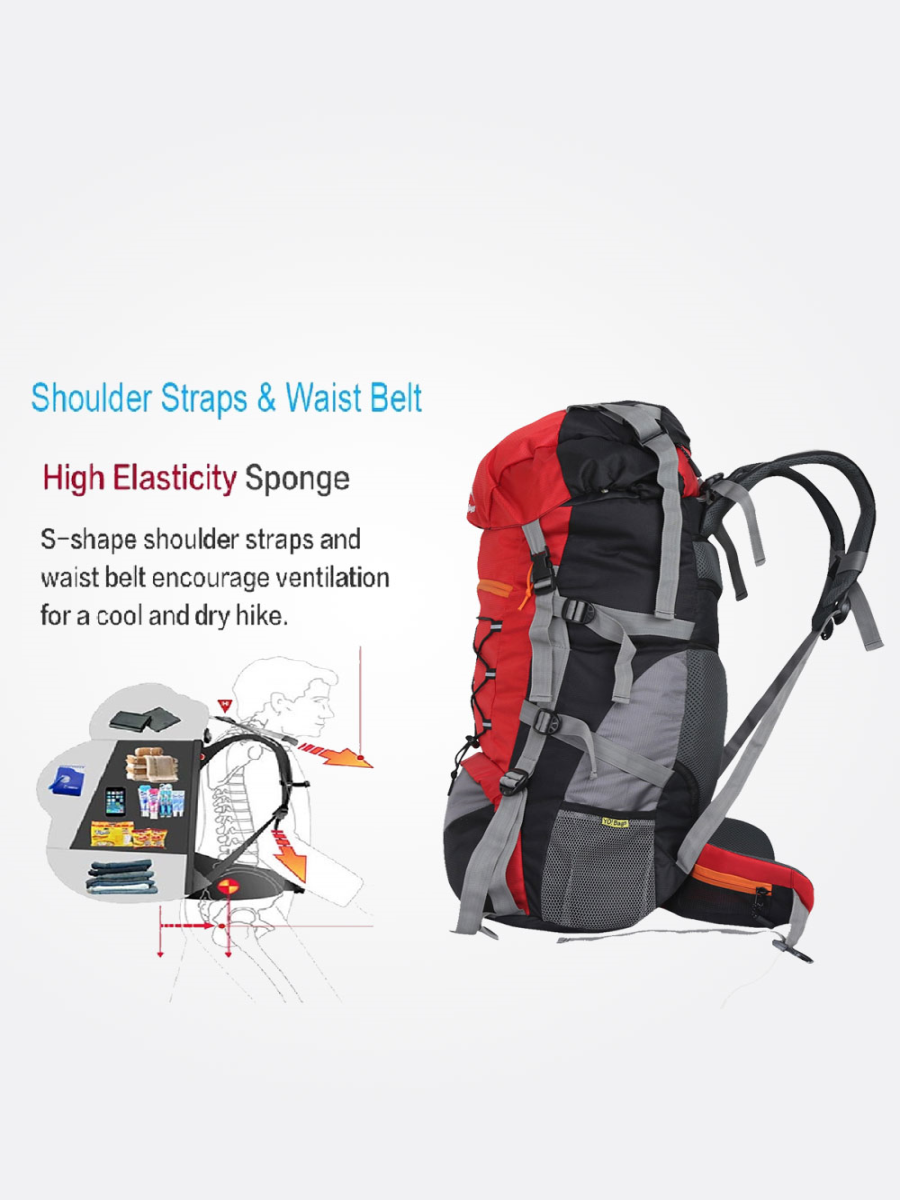 Shoulder Straps & Waist Belt
High Elasticity Sponge
S-shape shoulder straps and
waist belt encourage ventilation
for a cool and dry hike.